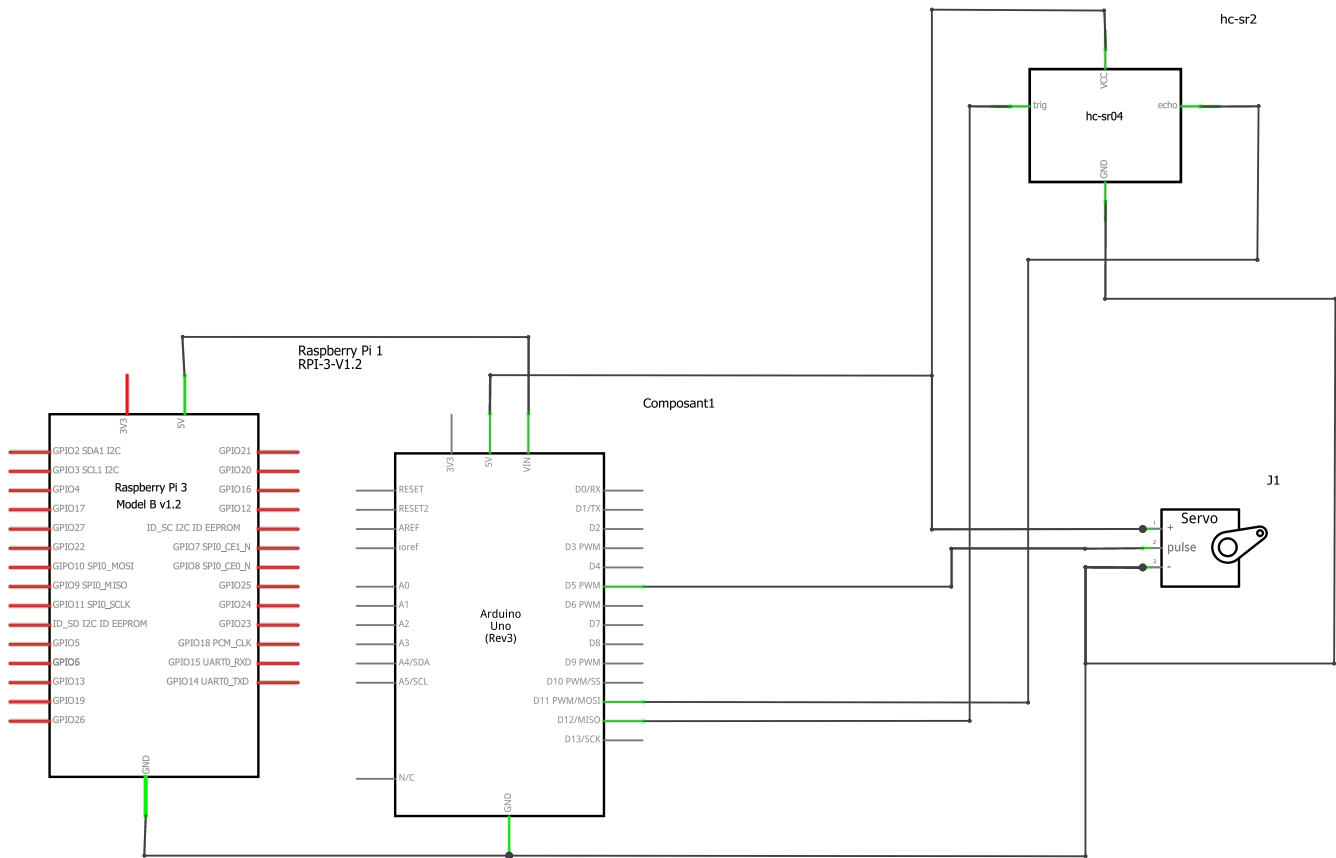 hc-sr2
VCC
trig
echo
hc-sr04
GND
Raspberry Pi 1
RPI-3-V1.2
3V3
5V
GPIO2 SDA1 I2C
GPIO3 SCL1 I2C
GPIO4
GPIO17
GPIO27
GPIO22
GIPO10 SPI0_MOSI
GPIO9 SPI0_MISO
GPIO11 SPI0_SCLK
ID_SD I2C ID EEPROM
GPIO5
GPIO6
GPIO13
GPIO19
GPIO26
Raspberry Pi 3
Model B v1.2
GPIO21
GPIO20
GPIO16
GPIO12
ID_SC I2C ID EEPROM
GPIO7 SPI0_CE1_N
GPIO8 SPI0_CE0_N
GPIO25
GPIO24
GPIO23
GPIO18 PCM_CLK
GPIO15 UART0_RXD
GPIO14 UART0_TXD
GND
Composant1
3V3
5V
VIN
RESET
RESET2
AREF
ioref
A0
A1
A2
A3
A4/SDA
A5/SCL
N/C
Arduino
Uno
(Rev3)
D0/RX
D1/TX
D2
D3 PWM
D4
D5 PWM
D6 PWM
D7
D8
D9 PWM
D10 PWM/SS
D11 PWM/MOSI
D12/MISO
D13/SCK
GND
J1
Servo
1
+
2
pulse
3
-